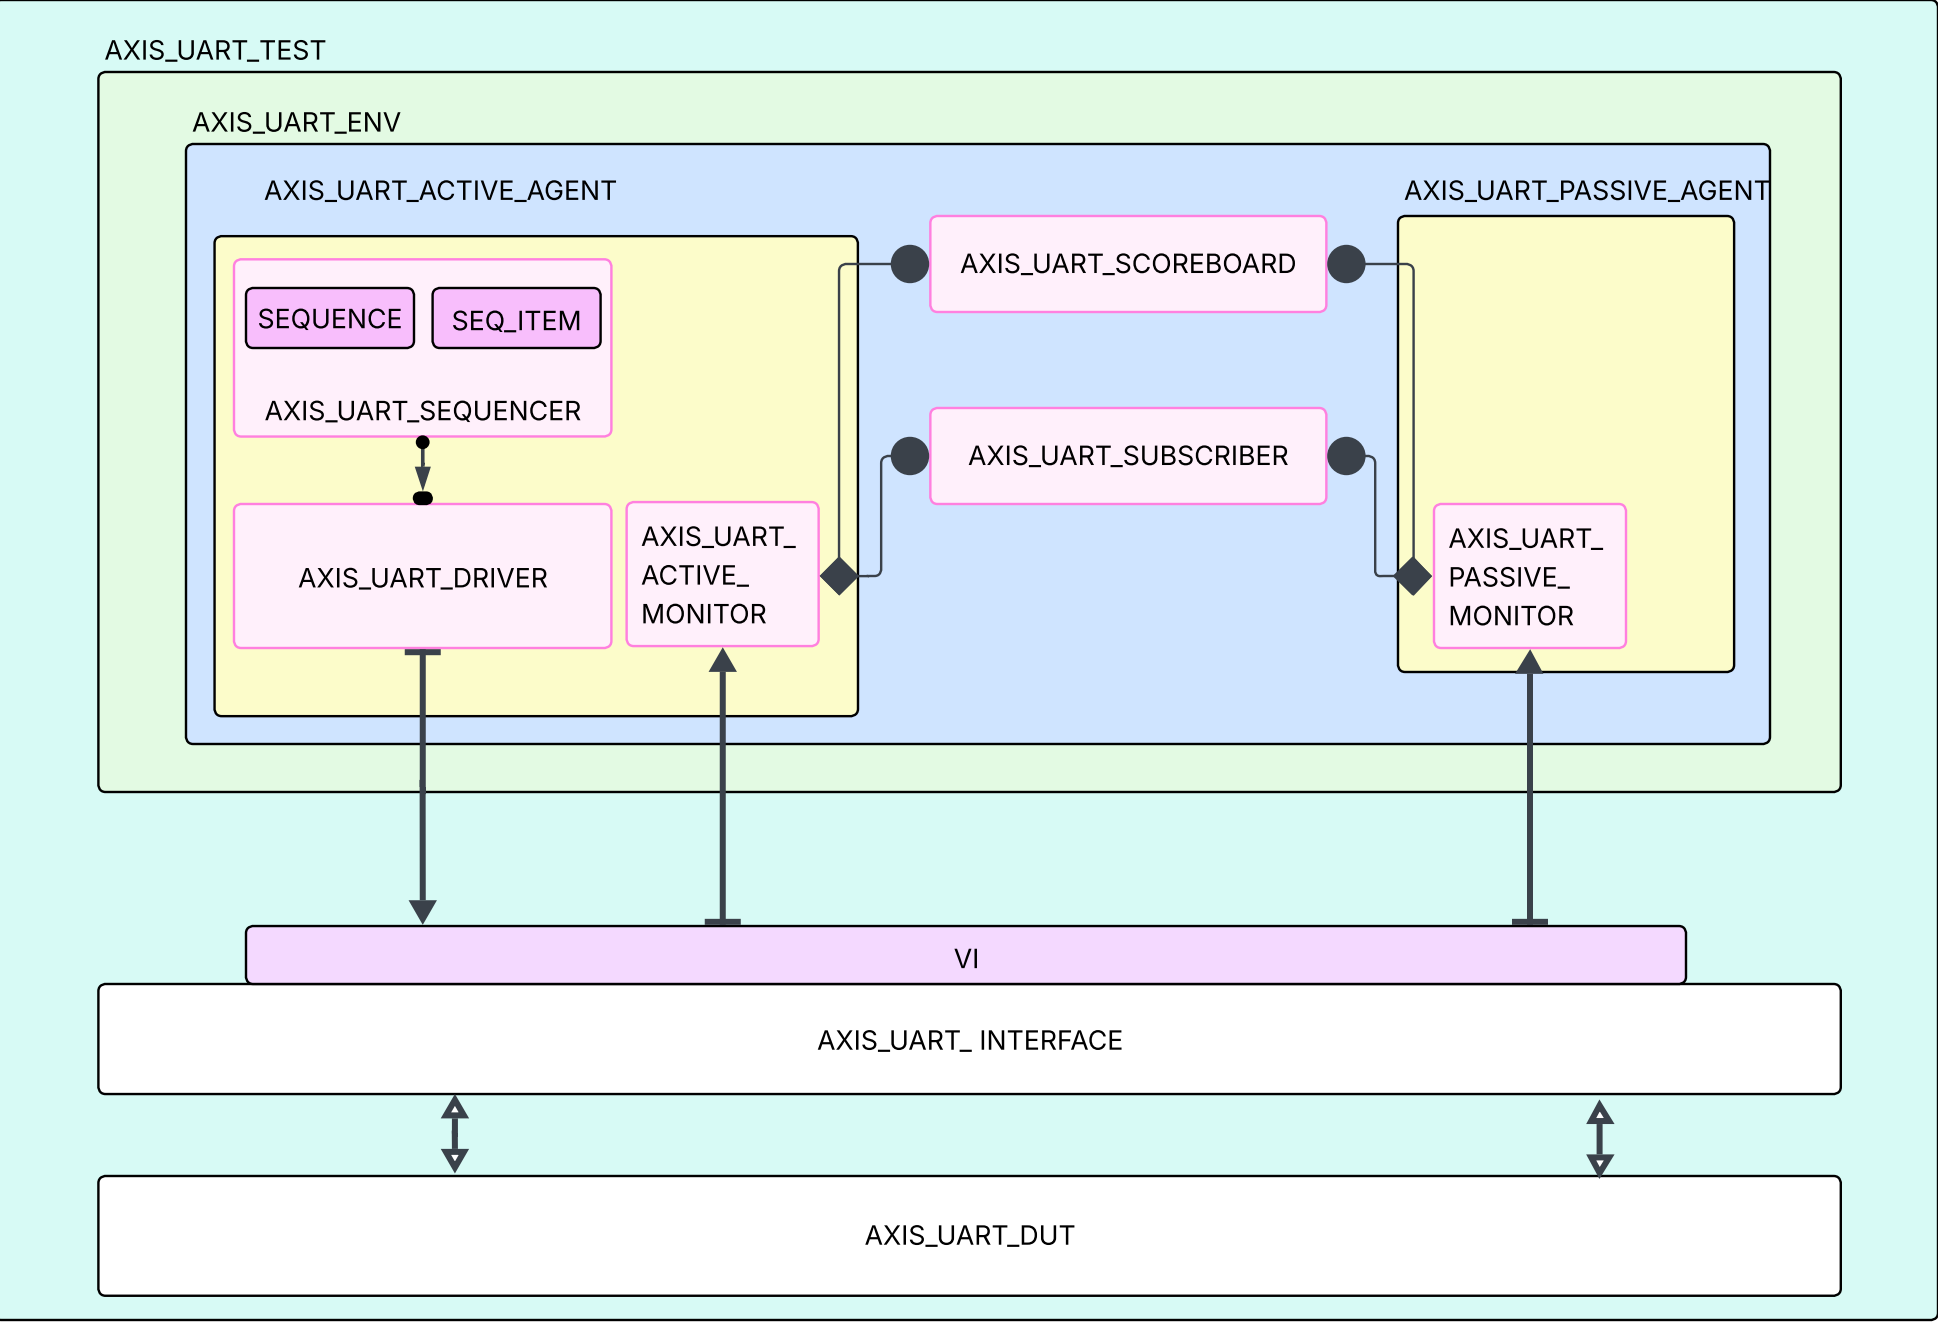 AXIS_UART_TEST
AXIS_UART_ENV
AXIS_UART_ACTIVE_AGENT
AXIS_UART_PASSIVE_AGENT
AXIS_UART_SCOREBOARD
SEQUENCE
SEQ_ITEM
AXIS_UART_SEQUENCER
AXIS_UART_SUBSCRIBER
AXIS_UART_DRIVER
AXIS_UART_
ACTIVE_
MONITOR
AXIS_UART_
PASSIVE_
MONITOR
VI
AXIS_UART_ INTERFACE
AXIS_UART_DUT